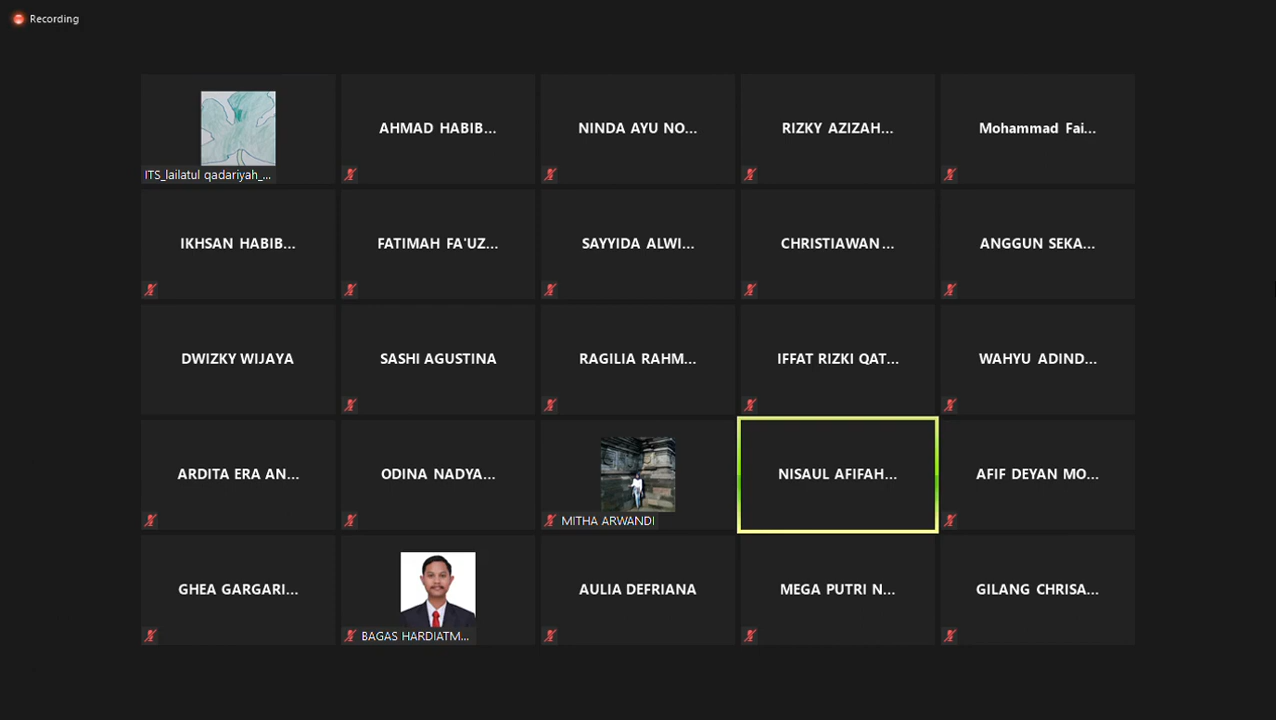 Recording
ITS_lailatul qadariyah_...
AHMAD HABIB...
NINDA AYU NO...
RIZKY AZIZAH...
Mohammad Fai...
IKHSAN HABIB...
FATIMAH FA'UZ...
SAYYIDA ALWI...
CHRISTIAWAN...
ANGGUN SEKA...
DWIZKY WIJAYA
SASHI AGUSTINA
RAGILIA RAHM...
IFFAT RIZKI QAT...
WAHYU ADIND...
ARDITA ERA AN...
ODINA NADYA...
MITHA ARWANDI
NISAUL AFIFAH...
AFIF DEYAN MO...
GHEA GARGARI...
BAGAS HARDIATM...
AULIA DEFRIANA
MEGA PUTRI N...
GILANG CHRISA...